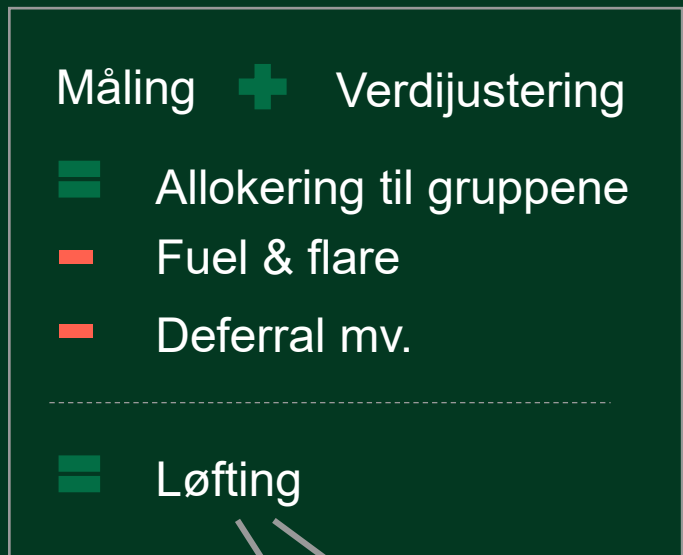 Måling + Verdijustering
= Allokering til gruppene
- Fuel & flare
- Deferral mv.
= Løfting